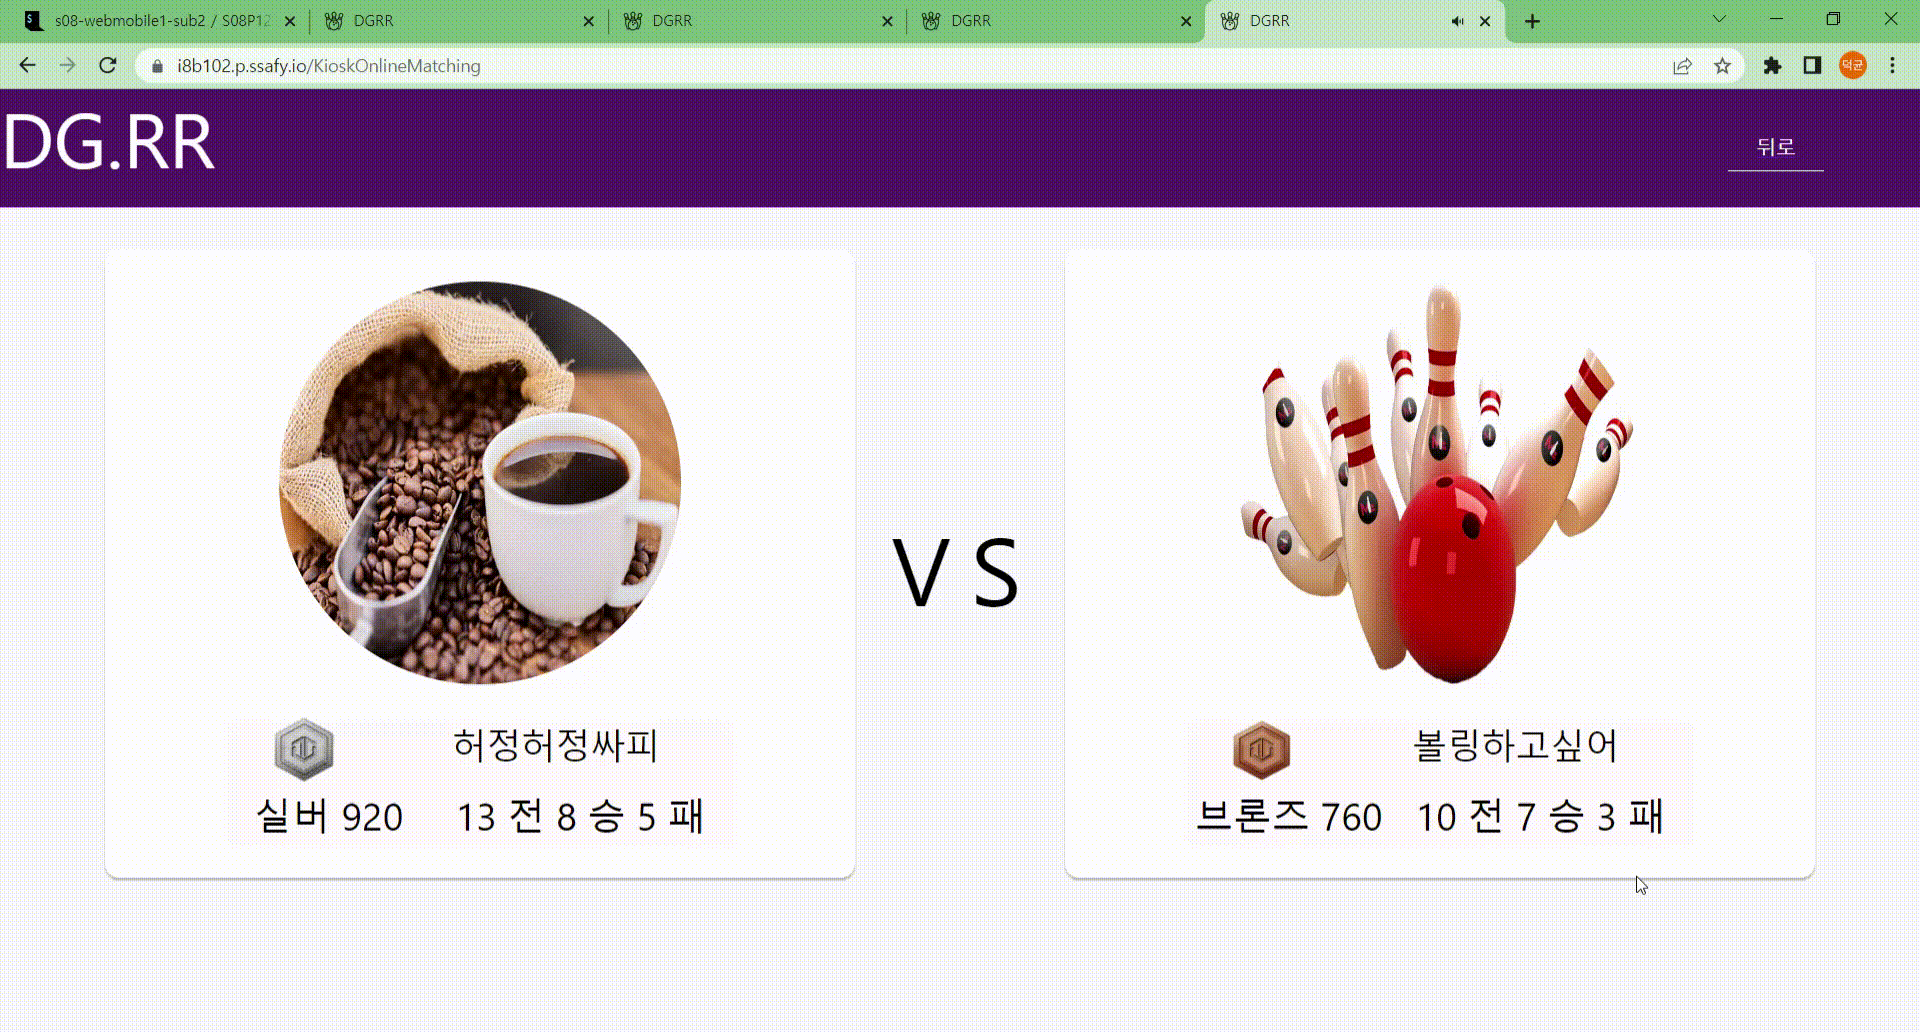 s08-webmobile1-sub2 / S08P12
DGRR
DGRR
DGRR
DGRR
i8b102.p.ssafy.io/KioskOnlineMatching
덕균
DG.RR
뒤로
V S
허정허정싸피
실버 920 13 전 8 승 5 패
볼링하고싶어
브론즈 760 10 전 7 승 3 패